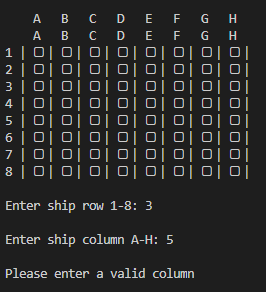 A B C D E F G H
A B C D E F G H
1 | ▢ | ▢ | ▢ | ▢ | ▢ | ▢ | ▢ | ▢ |
2 | ▢ | ▢ | ▢ | ▢ | ▢ | ▢ | ▢ | ▢ |
3 | ▢ | ▢ | ▢ | ▢ | ▢ | ▢ | ▢ | ▢ |
4 | ▢ | ▢ | ▢ | ▢ | ▢ | ▢ | ▢ | ▢ |
5 | ▢ | ▢ | ▢ | ▢ | ▢ | ▢ | ▢ | ▢ |
6 | ▢ | ▢ | ▢ | ▢ | ▢ | ▢ | ▢ | ▢ |
7 | ▢ | ▢ | ▢ | ▢ | ▢ | ▢ | ▢ | ▢ |
8 | ▢ | ▢ | ▢ | ▢ | ▢ | ▢ | ▢ | ▢ |
Enter ship row 1-8: 3
Enter ship column A-H: 5
Please enter a valid column